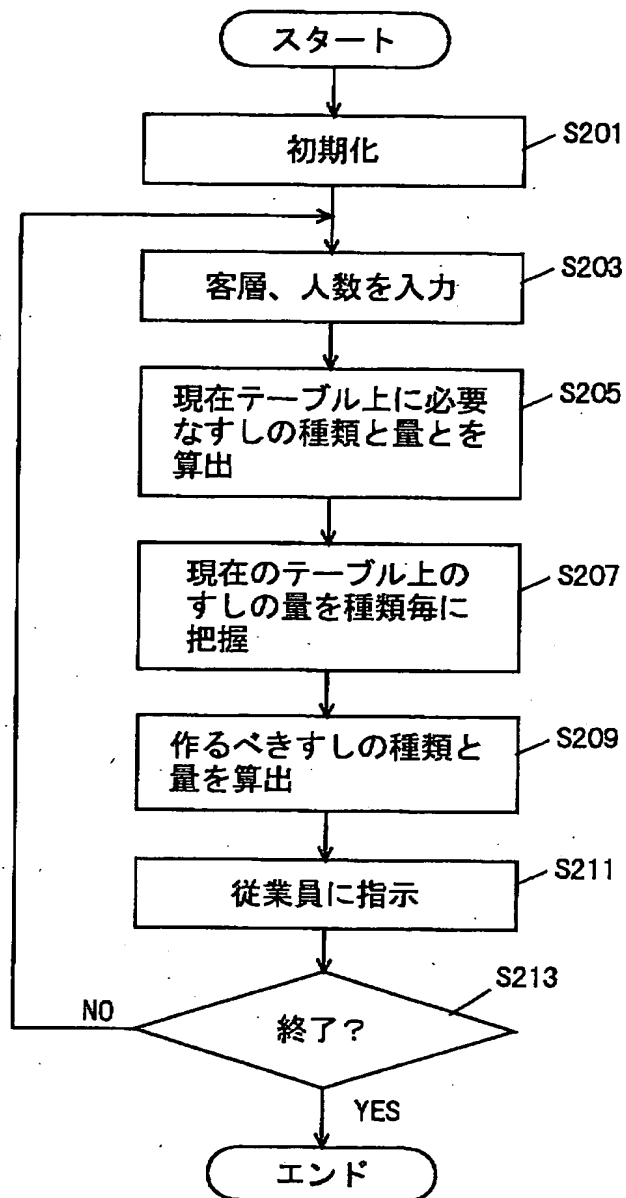 スタート
初期化
S201
客層、人数を入力
S203
現在テーブル上に必要
なすしの種類と量とを
算出
S205
現在のテーブル上の
すしの量を種類毎に
把握
S207
作るべきすしの種類と
量を算出
S209
従業員に指示
S211
終了？
S213
NO
YES
エンド